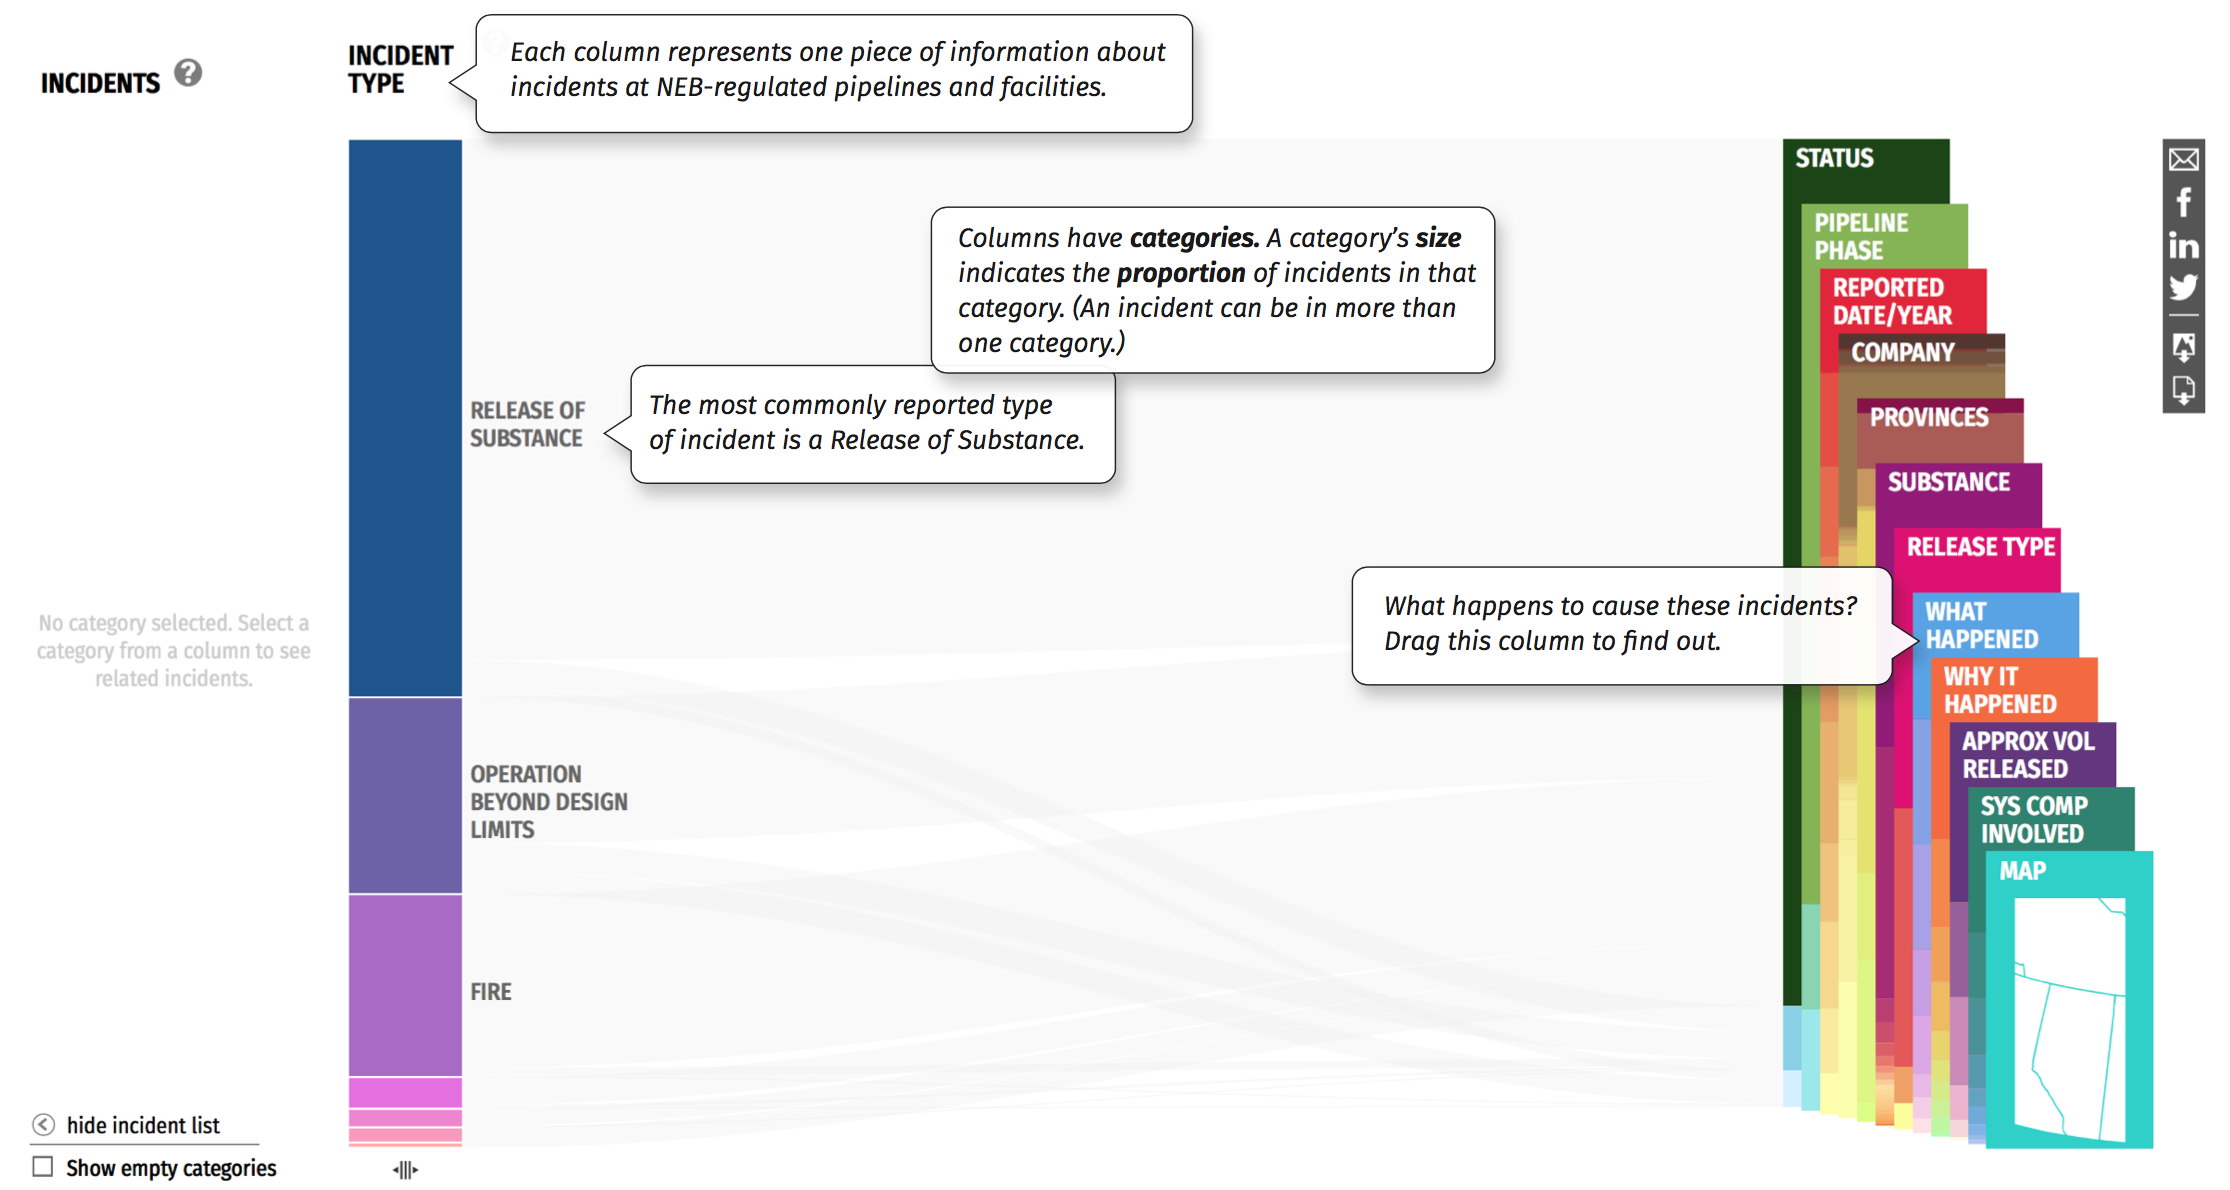 INCIDENTS
INCIDENT
TYPE
Each column represents one piece of information about
incidents at NEB-regulated pipelines and facilities.
Columns have categories. A category’s size
indicates the proportion of incidents in that
category. (An incident can be in more than
one category.)
RELEASE OF
SUBSTANCE
The most commonly reported type
of incident is a Release of Substance.
What happens to cause these incidents?
Drag this column to find out.
No category selected. Select a
category from a column to see
related incidents.
OPERATION
BEYOND DESIGN
LIMITS
FIRE
STATUS
PIPELINE
PHASE
REPORTED
DATE/YEAR
COMPANY
PROVINCES
SUBSTANCE
RELEASE TYPE
WHAT
HAPPENED
WHY IT
HAPPENED
APPROX VOL
RELEASED
SYS COMP
INVOLVED
MAP
hide incident list
Show empty categories